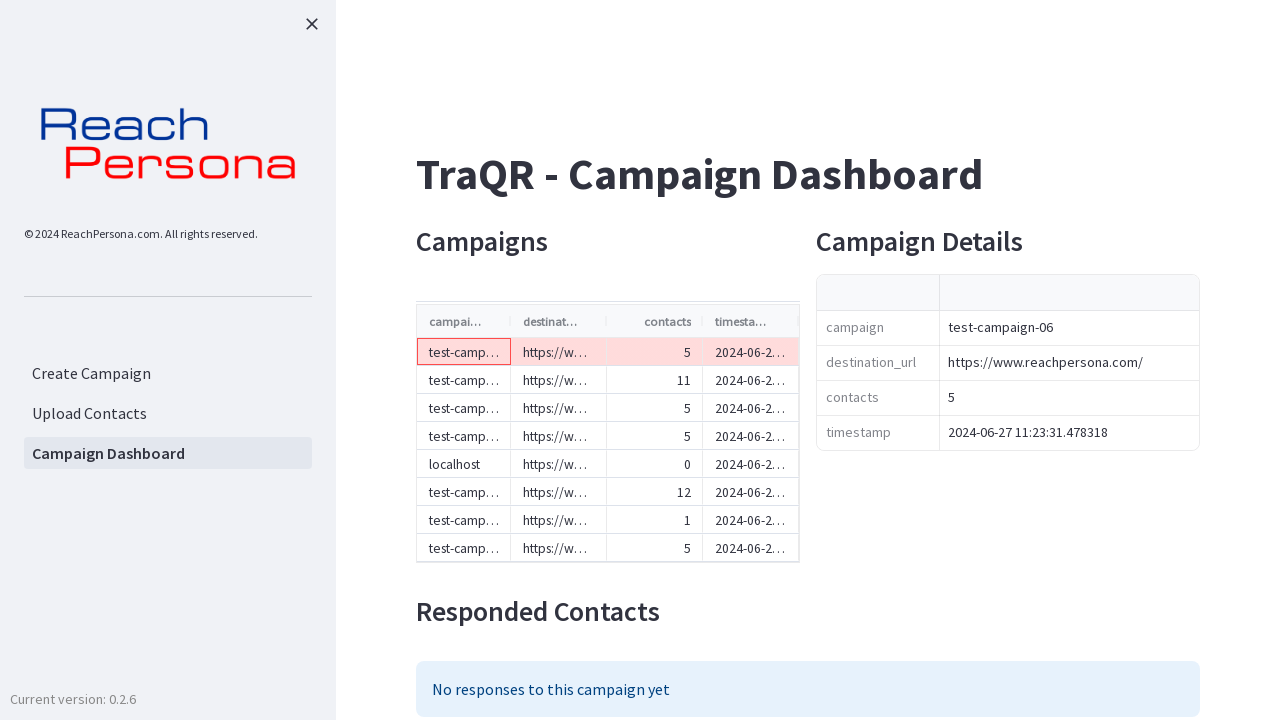 Reach
Persona
© 2024 ReachPersona.com. All rights reserved.
Create Campaign
Upload Contacts
Campaign Dashboard
Current version: 0.2.6
TraQR - Campaign Dashboard
Campaigns
campai… destinat… contacts timesta…
test-camp… https://w… 5 2024-06-2…
test-camp… https://w… 11 2024-06-2…
test-camp… https://w… 5 2024-06-2…
test-camp… https://w… 5 2024-06-2…
localhost https://w… 0 2024-06-2…
test-camp… https://w… 12 2024-06-2…
test-camp… https://w… 1 2024-06-2…
test-camp… https://w… 5 2024-06-2…
Campaign Details
campaign test-campaign-06
destination_url https://www.reachpersona.com/
contacts 5
timestamp 2024-06-27 11:23:31.478318
Responded Contacts
No responses to this campaign yet